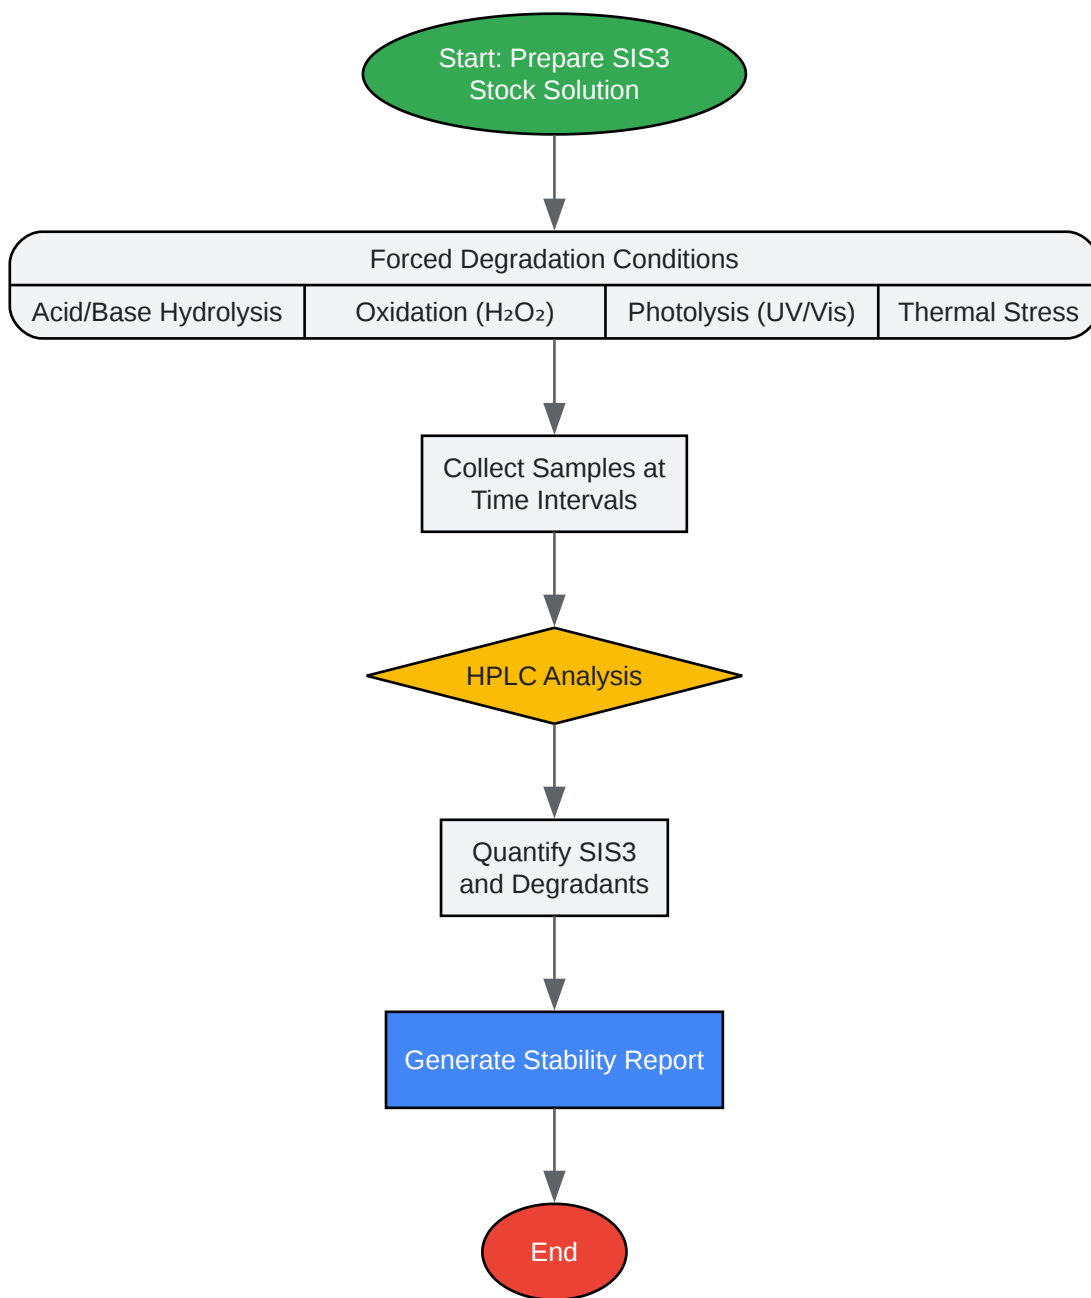 Start: Prepare SIS3
Stock Solution
Forced Degradation Conditions
Acid/Base Hydrolysis
Oxidation (H₂O₂)
Photolysis (UV/Vis)
Thermal Stress
Collect Samples at
Time Intervals
HPLC Analysis
Quantify SIS3
and Degradants
Generate Stability Report
End